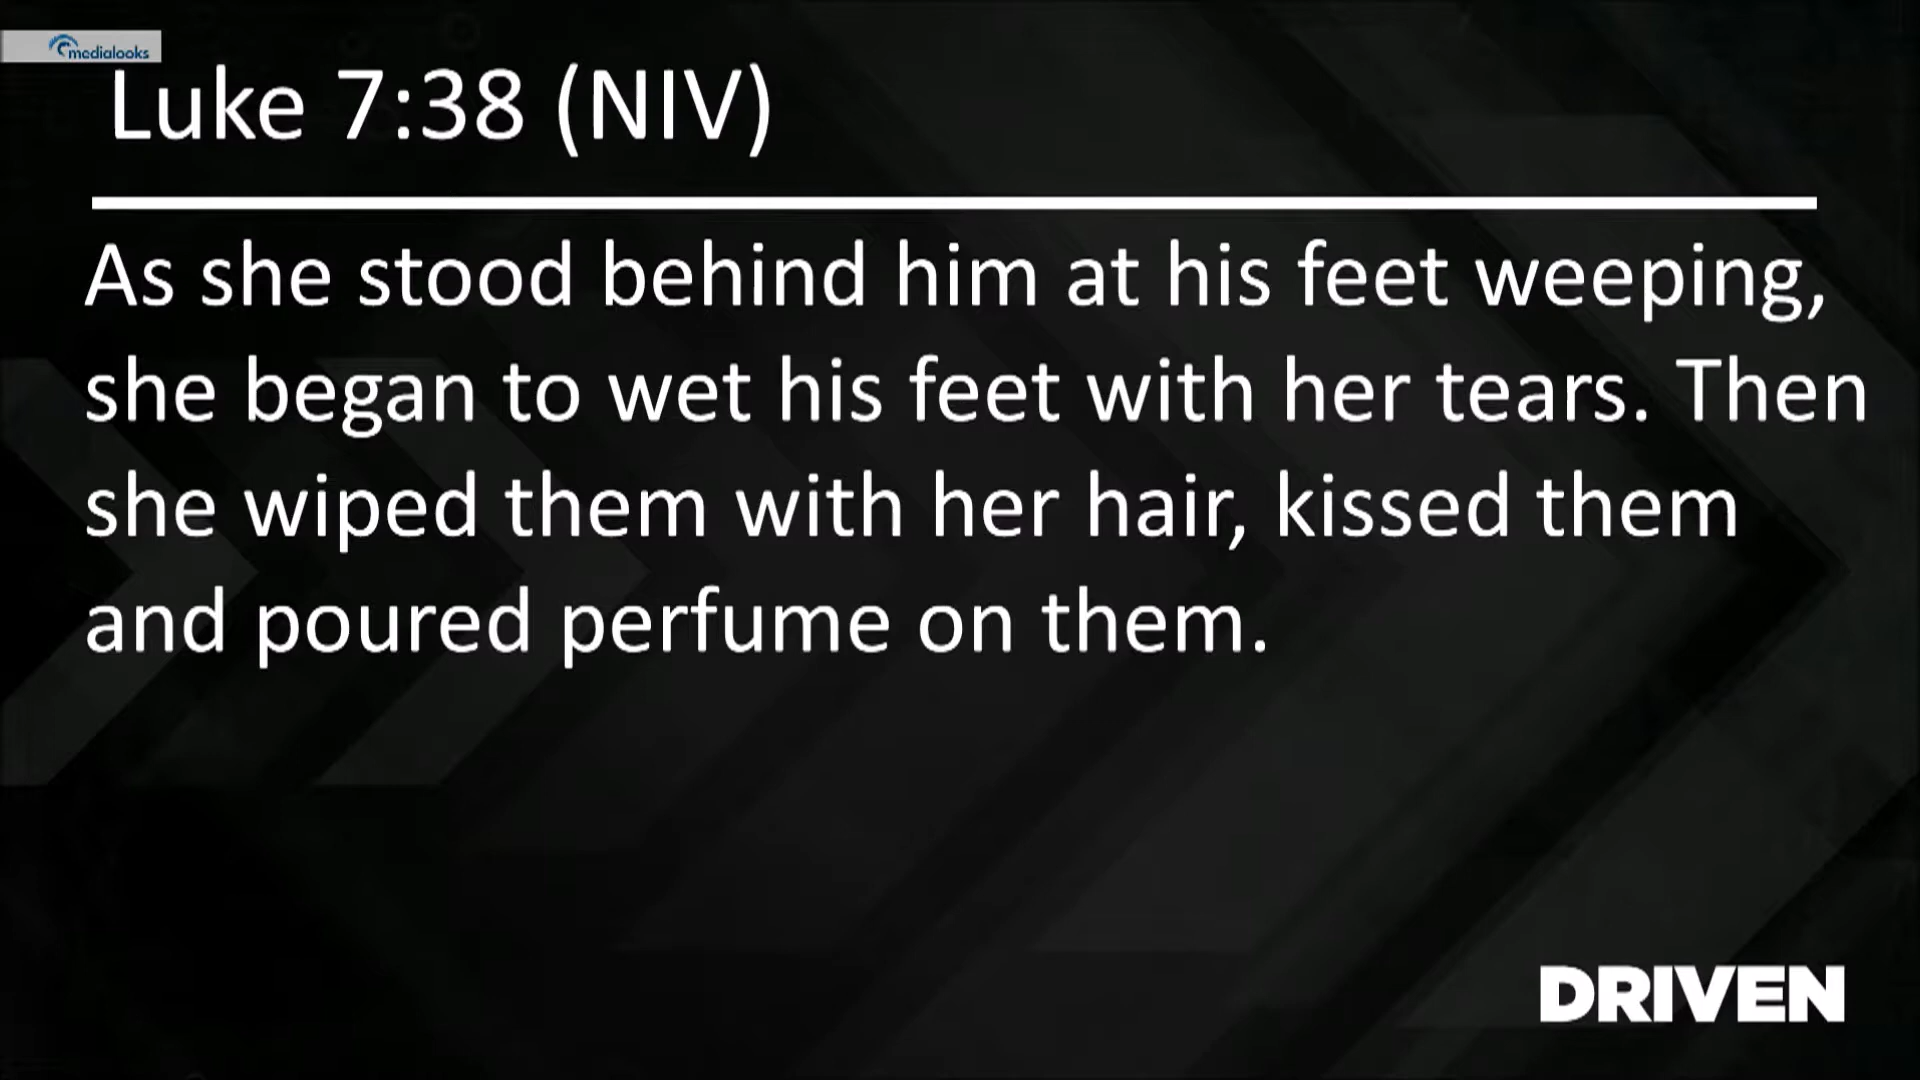 medialooks
Luke 7:38 (NIV)
As she stood behind him at his feet weeping,
she began to wet his feet with her tears. Then
she wiped them with her hair, kissed them
and poured perfume on them.
DRIVEN